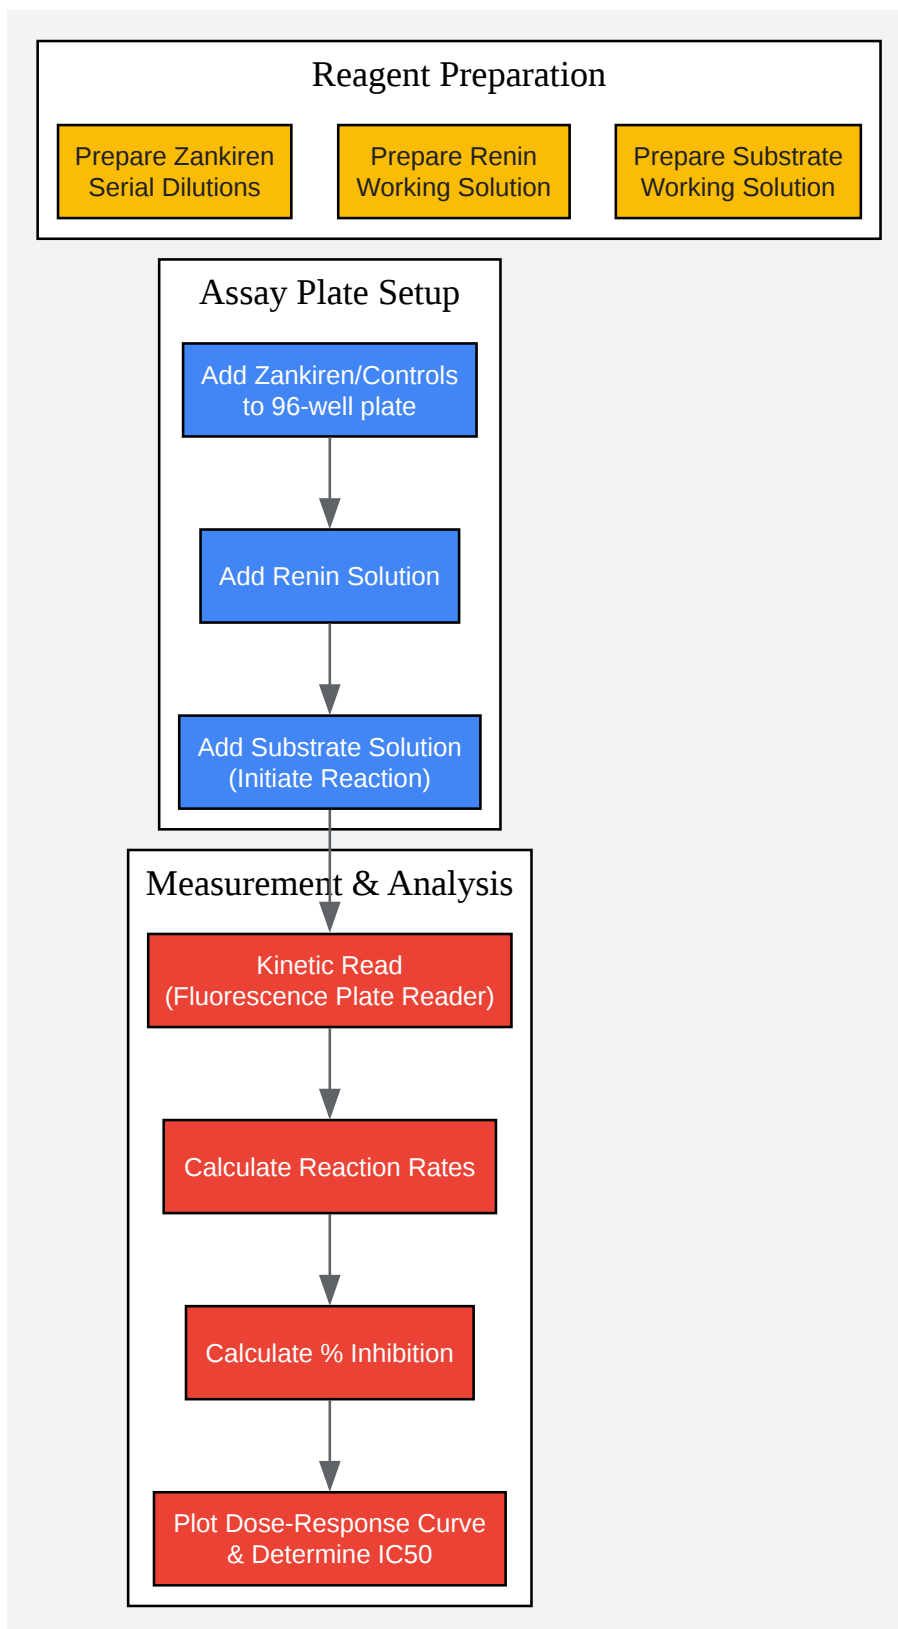 Reagent Preparation
Prepare Zankiren
Serial Dilutions
Prepare Renin
Working Solution
Prepare Substrate
Working Solution
Assay Plate Setup
Add Zankiren/Controls
to 96-well plate
Add Renin Solution
Add Substrate Solution
(Initiate Reaction)
Measurement & Analysis
Kinetic Read
(Fluorescence Plate Reader)
Calculate Reaction Rates
Calculate % Inhibition
Plot Dose-Response Curve
& Determine IC50